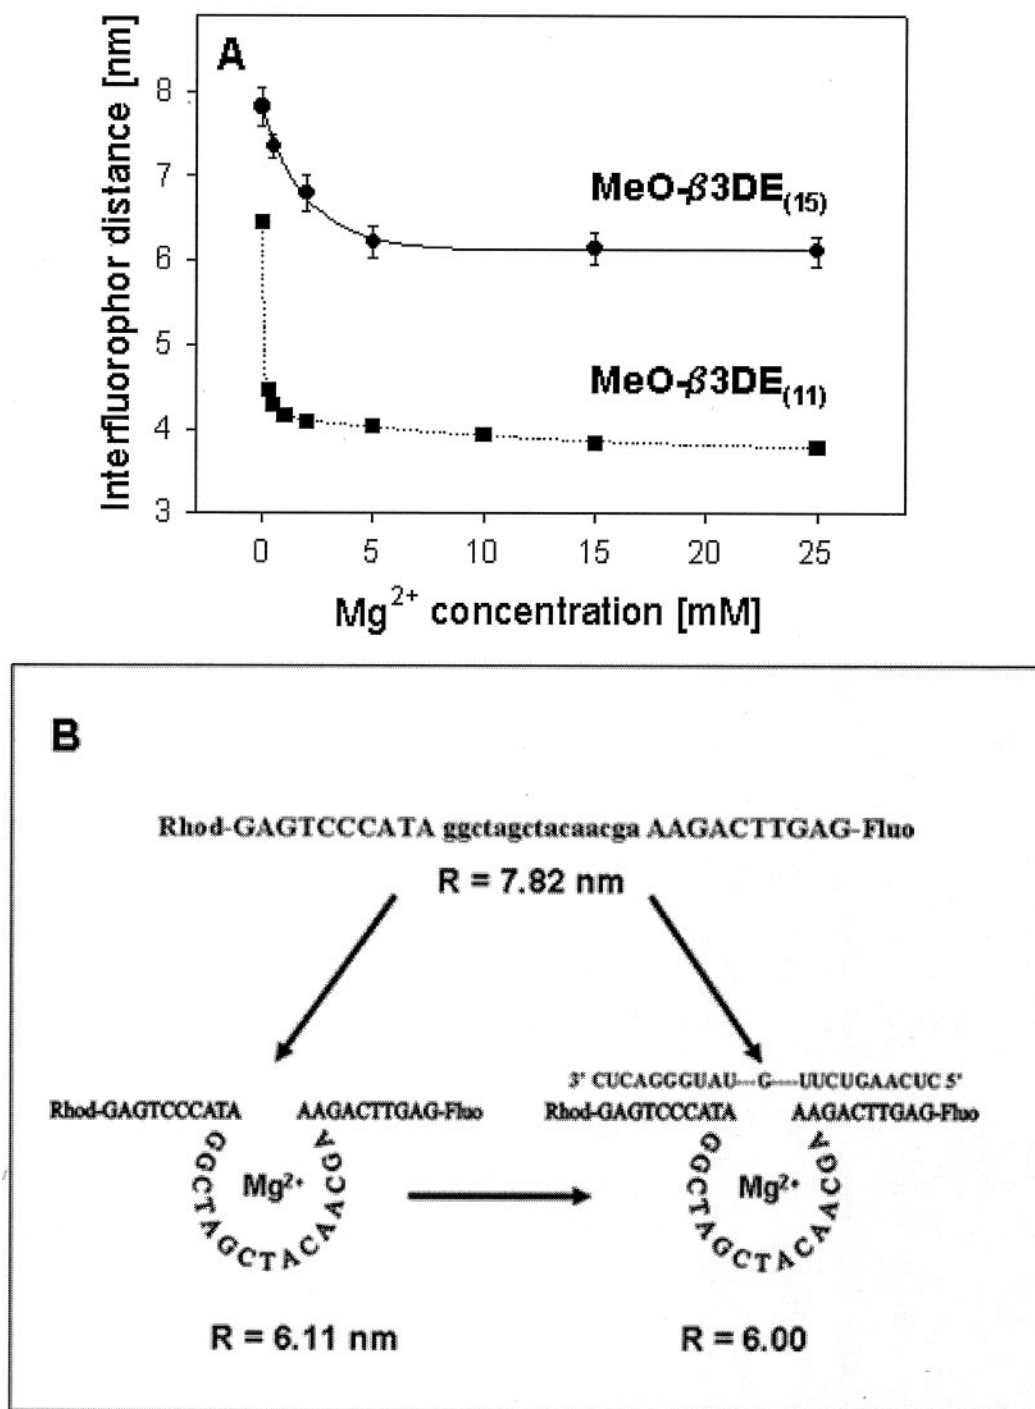 A
Interfluorophor distance [nm]
8
7
6
5
4
3
MeO-β3DE(15)
MeO-β3DE(11)
0 5 10 15 20 25
Mg2+ concentration [mM]
B
Rhod-GAGTCCCATA ggctagctacaacga AAGACTTGAG-Fluo
R = 7.82 nm
3' CUCAGGGUAU---G----UUCUGAACUC 5'
Rhod-GAGTCCCATA AAGACTTGAG-Fluo
Rhod-GAGTCCCATA AAGACTTGAG-Fluo
GGCTAGCTACAACGA
Mg2+
GGCTAGCTACAACGA
Mg2+
R = 6.11 nm
R = 6.00